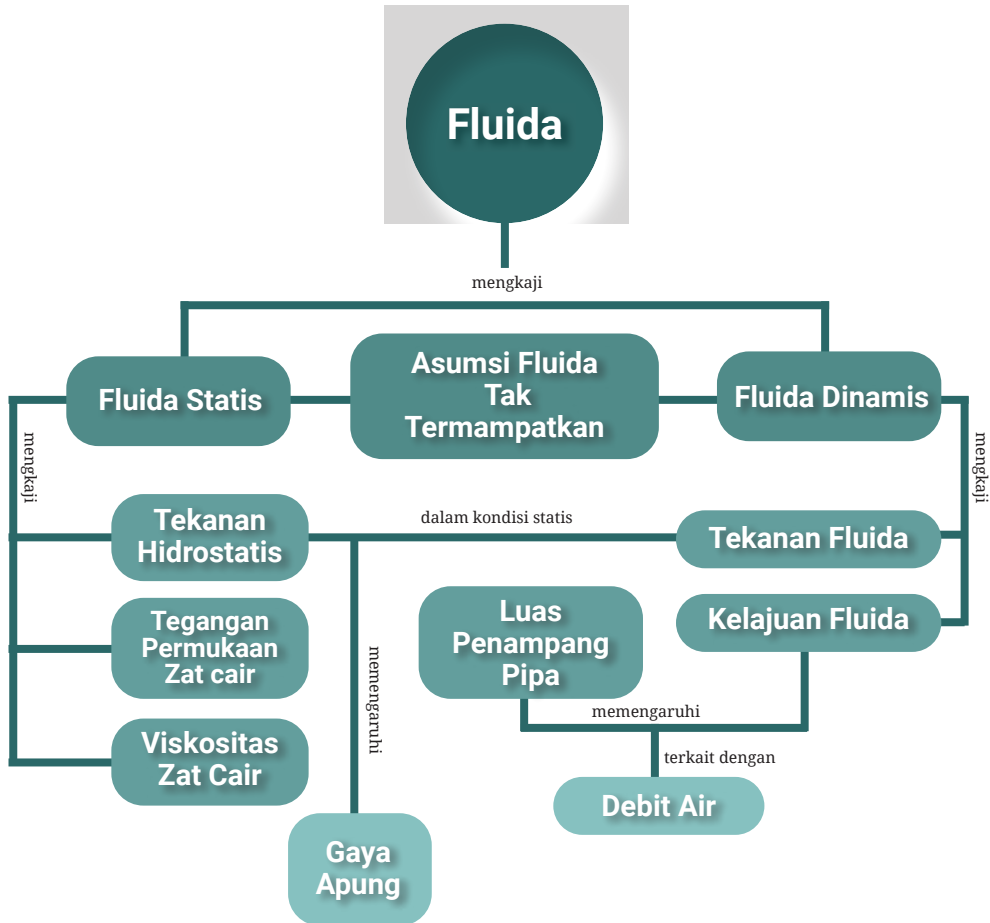 Fluida
mengkaji
Fluida Statis
Asumsi Fluida
Tak
Termampatkan
Fluida Dinamis
mengkaji
mengkaji
Tekanan
Hidrostatis
dalam kondisi statis
Tekanan Fluida
Tegangan
Permukaan
Zat cair
memengaruhi
Luas
Penampang
Pipa
Kelajuan Fluida
Viskositas
Zat Cair
memengaruhi
terkait dengan
Debit Air
Gaya
Apung